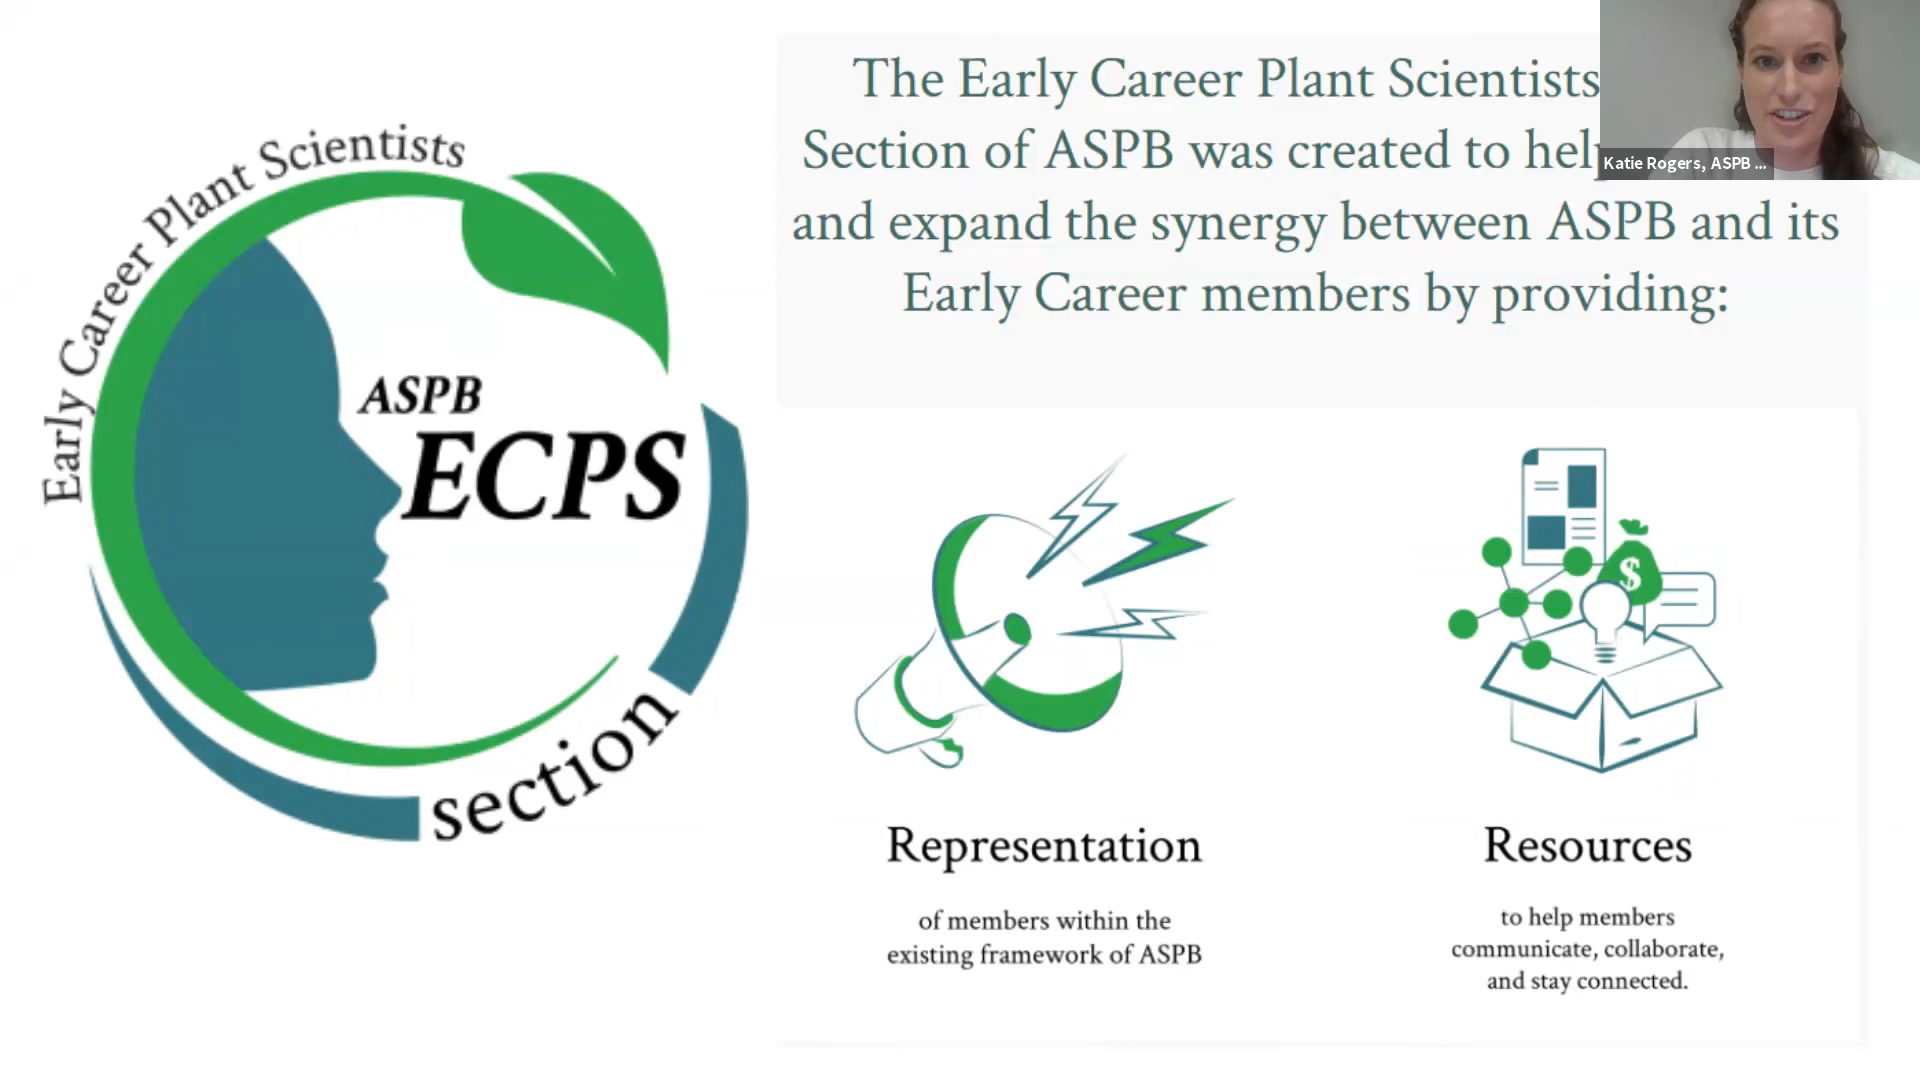 Early Career Plant Scientists
ASPB
ECPS
section
The Early Career Plant Scientists
Section of ASPB was created to help
and expand the synergy between ASPB and its
Early Career members by providing:
Katie Rogers, ASPB ...
$
Representation
of members within the
existing framework of ASPB
Resources
to help members
communicate, collaborate,
and stay connected.